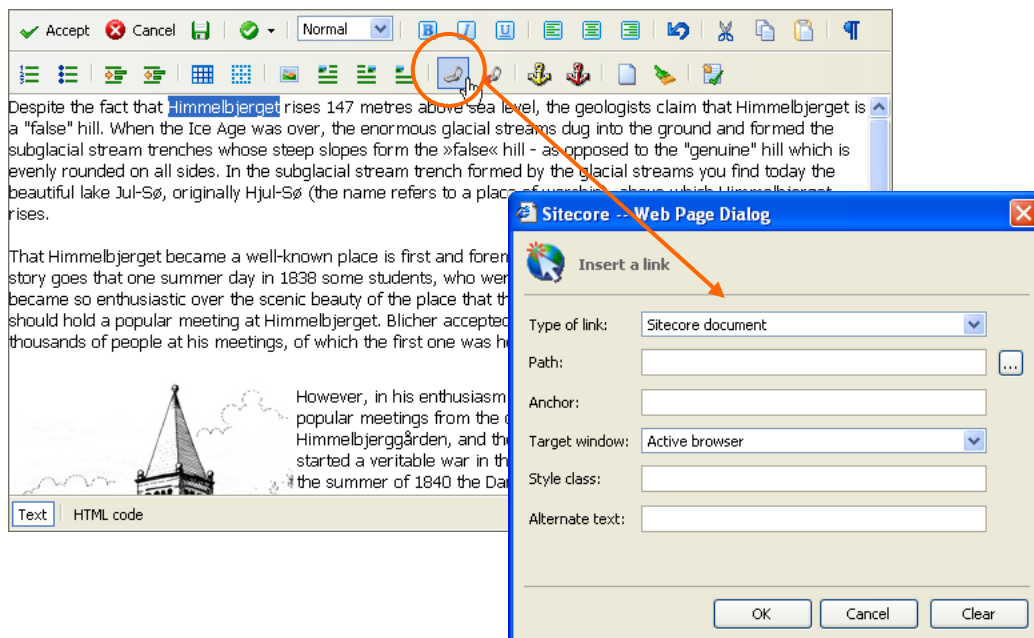 Accept Cancel Normal B I U ¶
Despite the fact that Himmelbjerget rises 147 metres above sea level, the geologists claim that Himmelbjerget is
a "false" hill. When the Ice Age was over, the enormous glacial streams dug into the ground and formed the
subglacial stream trenches whose steep slopes form the »false« hill - as opposed to the "genuine" hill which is
evenly rounded on all sides. In the subglacial stream trench formed by the glacial streams you find today the
beautiful lake Jul-Sø, originally Hjul-Sø (the name refers to a place of worship, above which Himmelbjerget
rises.
That Himmelbjerget became a well-known place is first and
story goes that one summer day in 1838 some students, who
became so enthusiastic over the scenic beauty of the place that
should hold a popular meeting at Himmelbjerget. Blicher accepted
thousands of people at his meetings, of which the first one was
However, in his enthusiasm
popular meetings from the
Himmelbjerggården, and
started a veritable war in
the summer of 1840 the
Text HTML code
Sitecore -- Web Page Dialog
Insert a link
Type of link: Sitecore document
Path: ...
Anchor:
Target window: Active browser
Style class:
Alternate text:
OK Cancel Clear